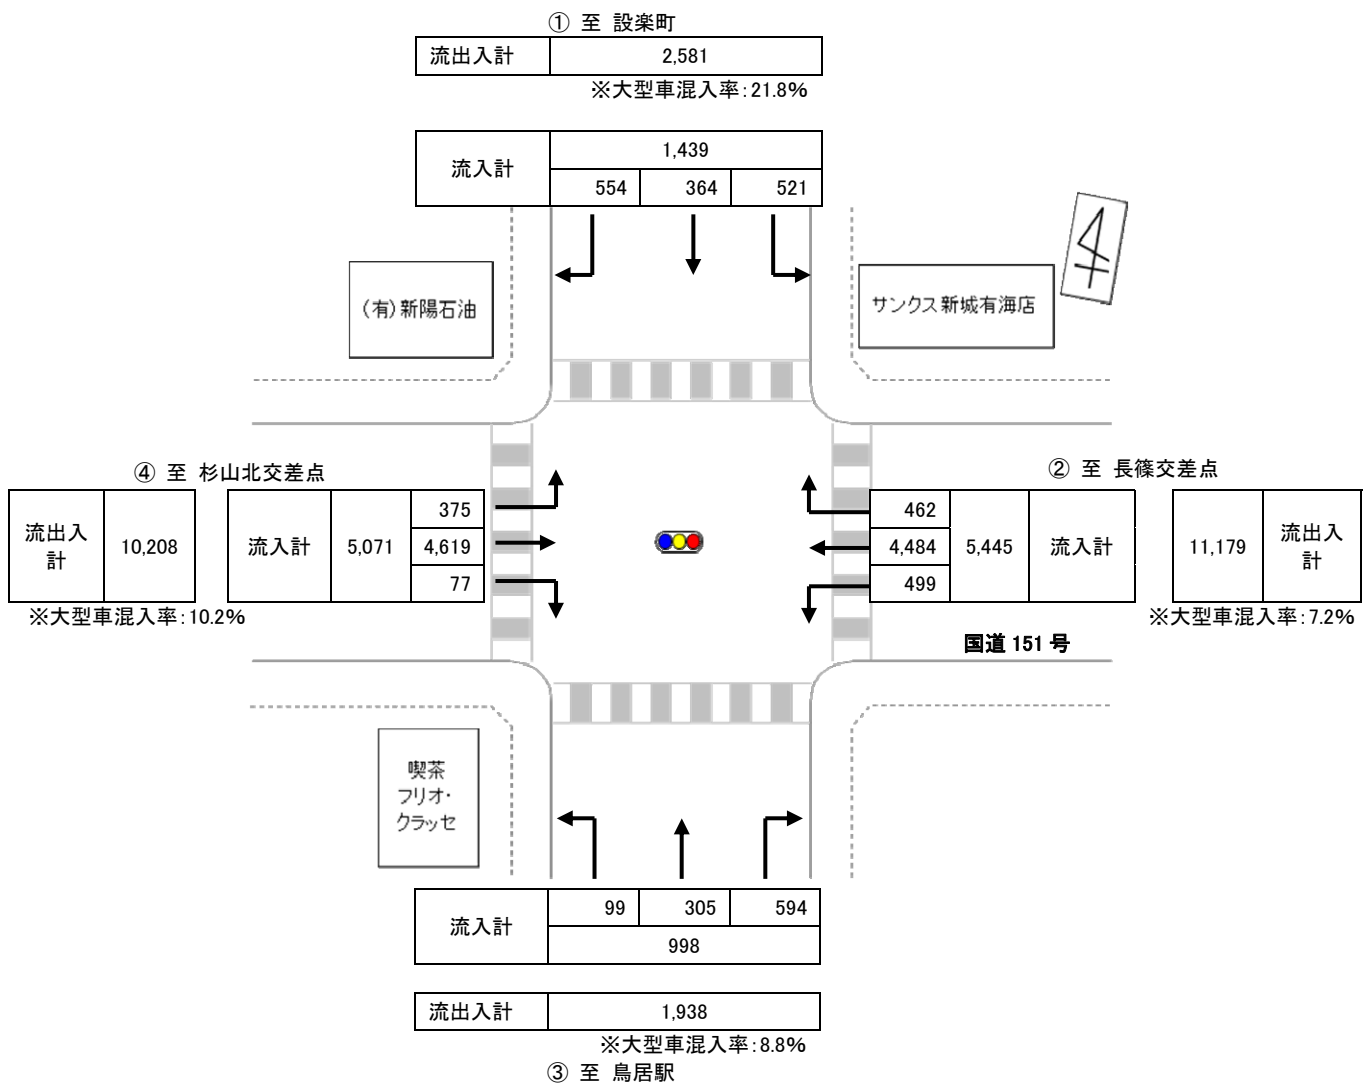 ① 至 設楽町
流出入計 2,581
※大型車混入率:21.8%
流入計 1,439
554 364 521
(有)新陽石油
サンクス新城有海店
④ 至 杉山北交差点
流出入
計
10,208
流入計
5,071
375
4,619
77
※大型車混入率:10.2%
② 至 長篠交差点
462
4,484
499
5,445
流入計
11,179
流出入
計
※大型車混入率:7.2%
国道 151 号
喫茶
フリオ・
クラッセ
流入計
99 305 594
998
流出入計 1,938
※大型車混入率:8.8%
③ 至 鳥居駅